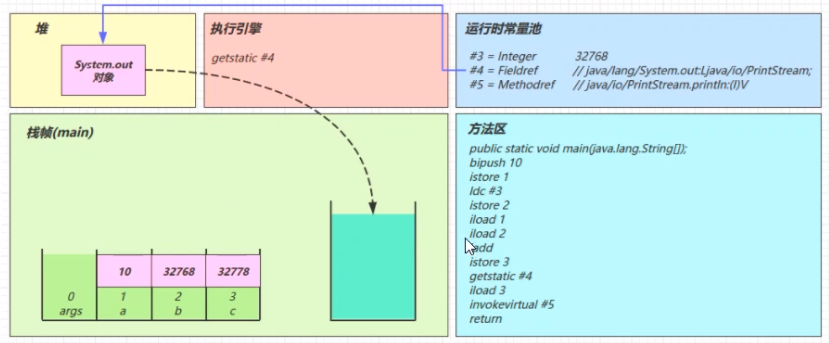 堆
System.out
对象
执行引擎
getstatic #4
运行时常量池
#3 = Integer 32768
#4 = Fieldref // java/lang/System.out:Ljava/io/PrintStream;
#5 = Methodref // java/io/PrintStream.println:(I)V
栈帧(main)
10 32768 32778
0 1 2 3
args a b c
方法区
public static void main(java.lang.String[]);
bipush 10
istore 1
ldc #3
istore 2
iload 1
iload 2
add
istore 3
getstatic #4
iload 3
invokevirtual #5
return